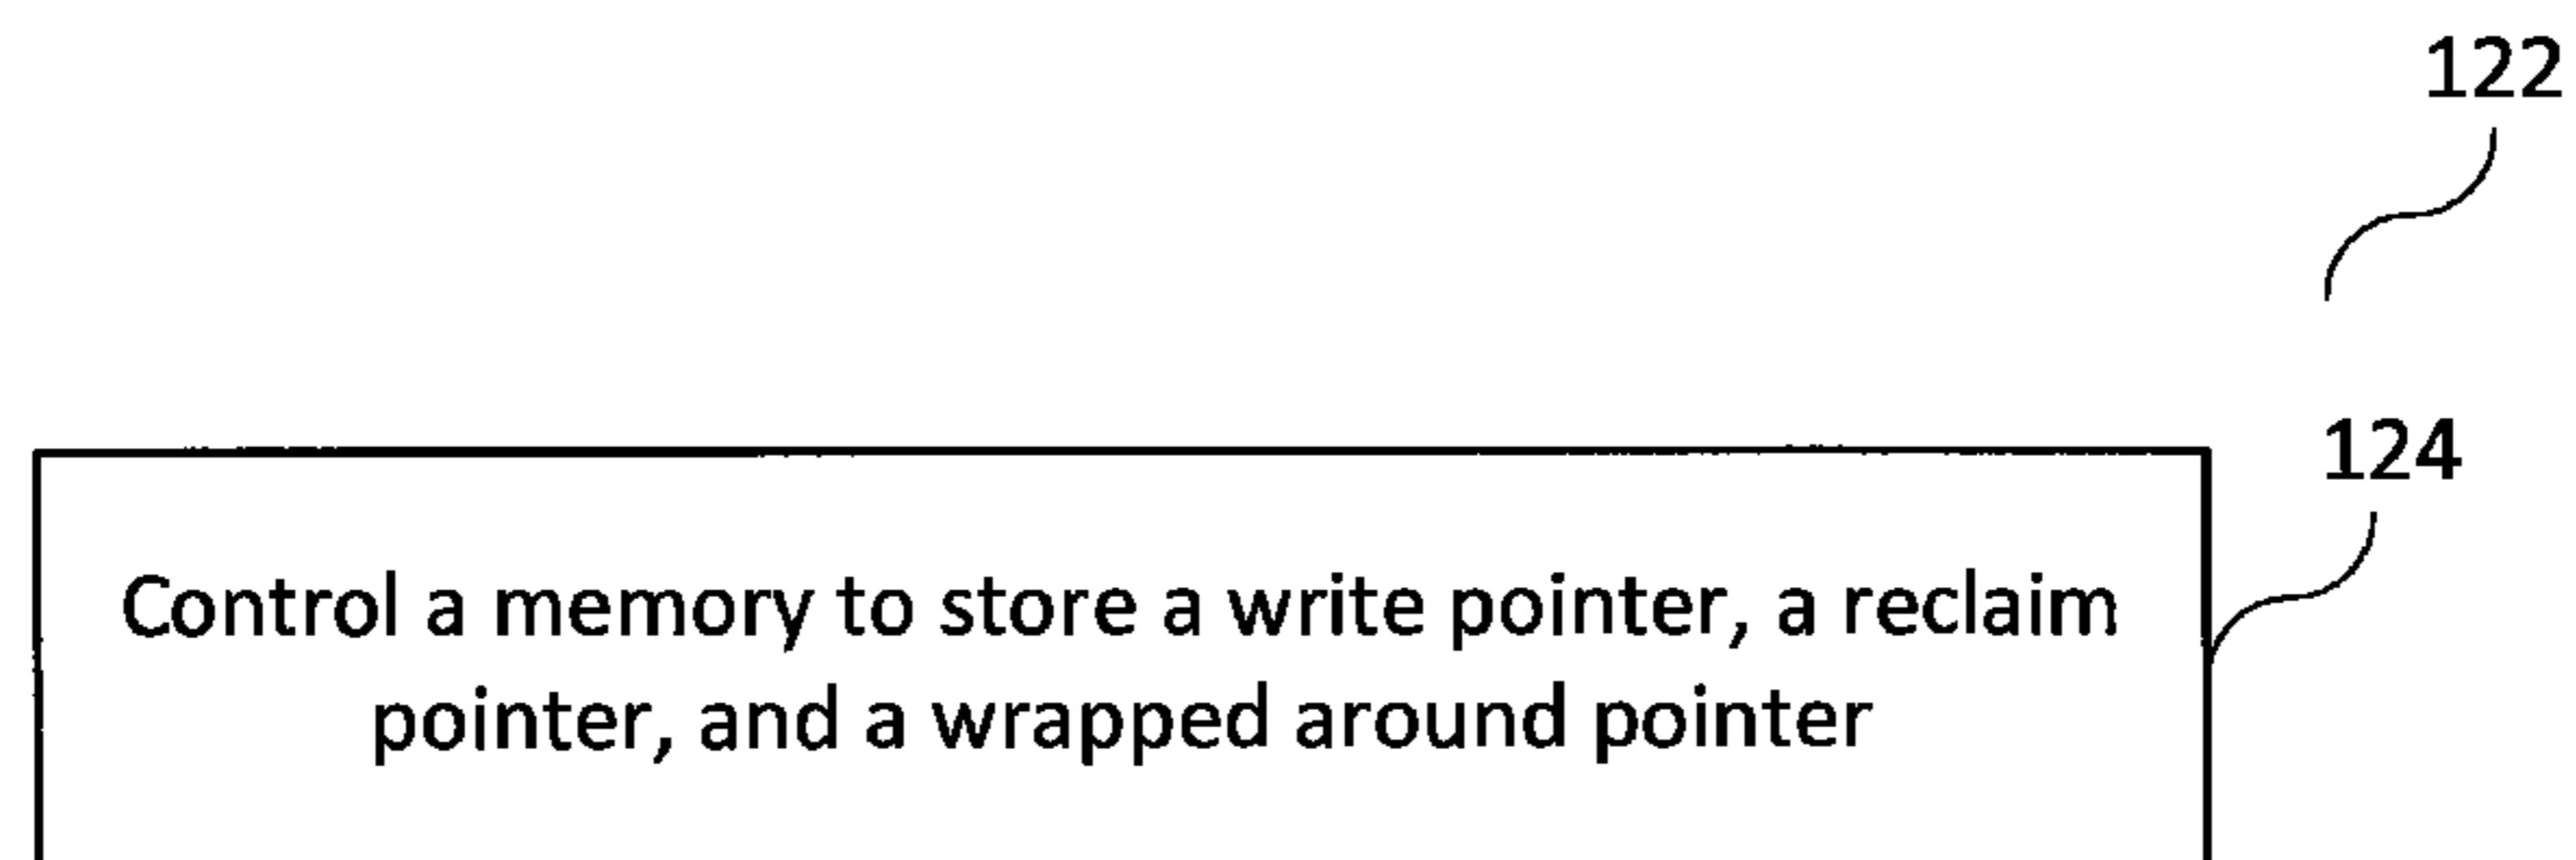 122
124
Control a memory to store a write pointer, a reclaim
pointer, and a wrapped around pointer